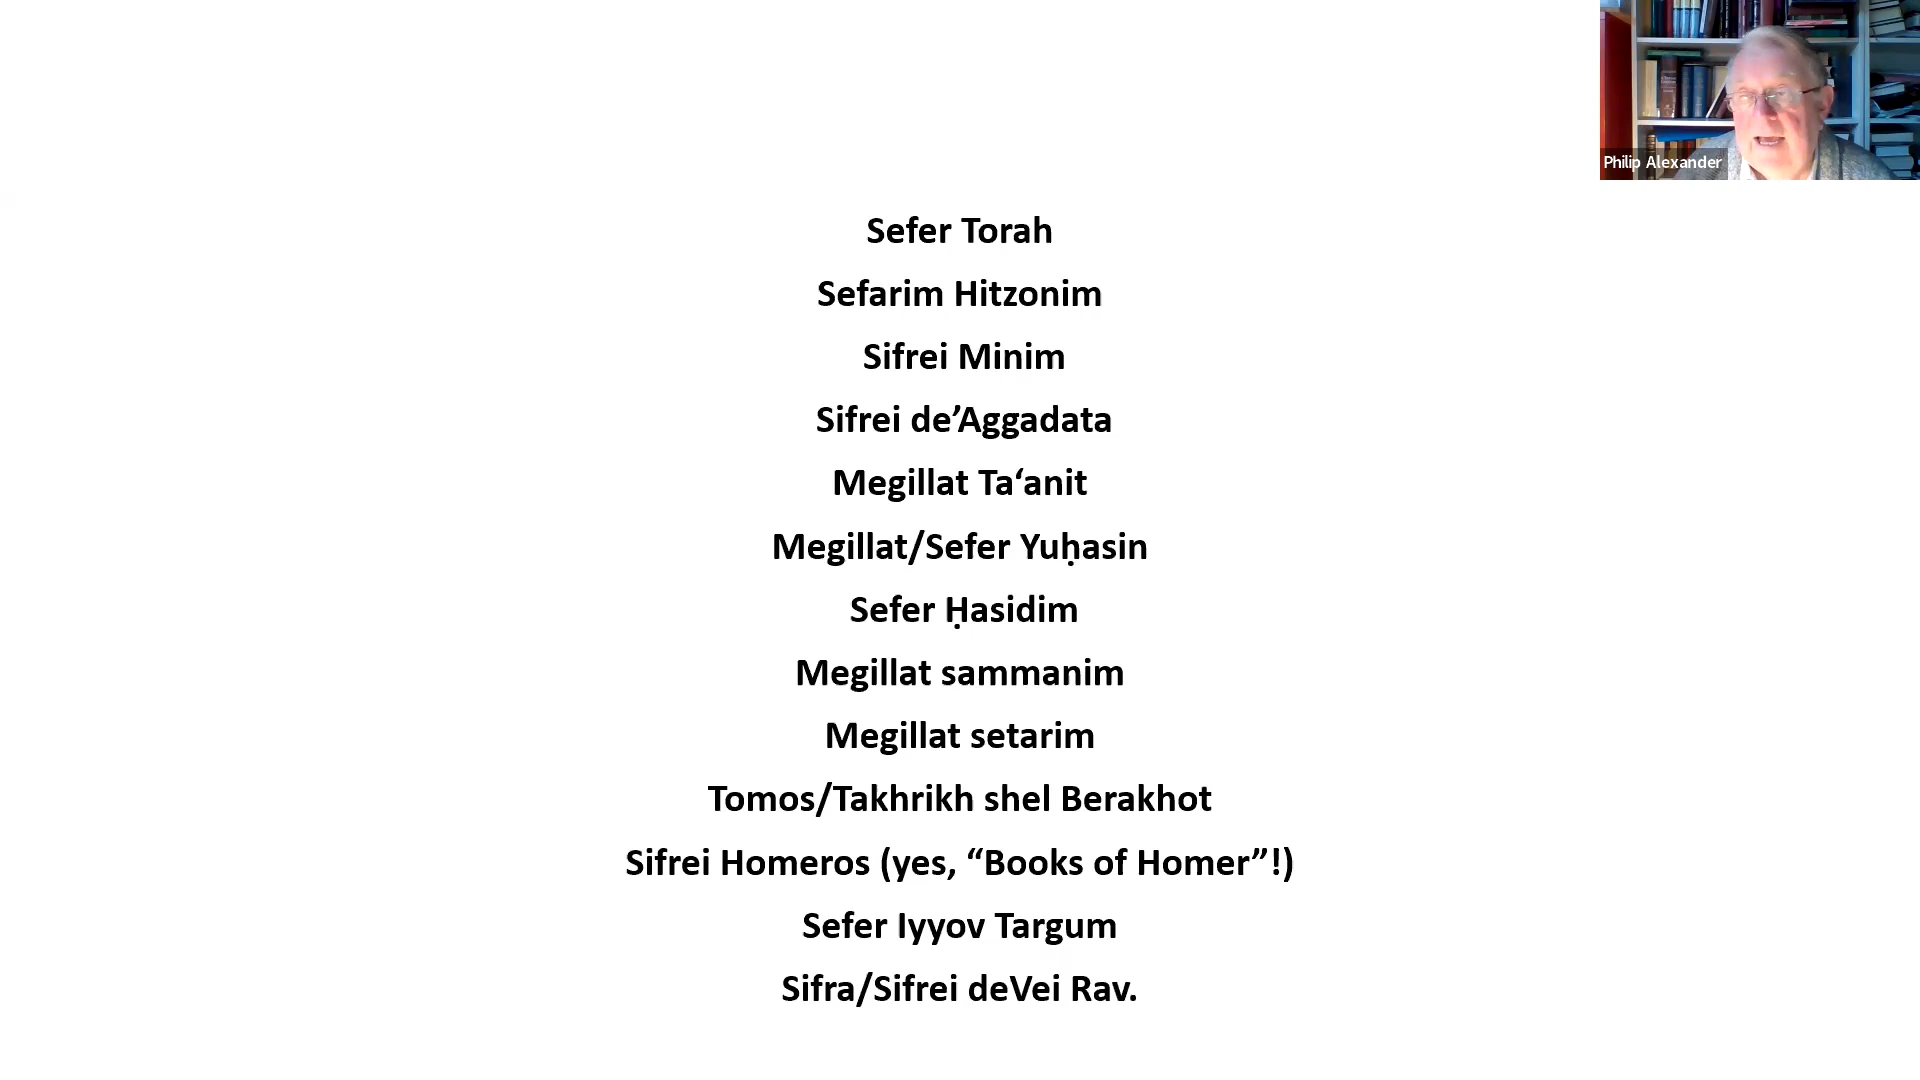 Philip Alexander
Sefer Torah
Sefarim Hitzonim
Sifrei Minim
Sifrei de’Aggadata
Megillat Ta‘anit
Megillat/Sefer Yuḥasin
Sefer Ḥasidim
Megillat sammanim
Megillat setarim
Tomos/Takhrikh shel Berakhot
Sifrei Homeros (yes, “Books of Homer”!)
Sefer Iyyov Targum
Sifra/Sifrei deVei Rav.